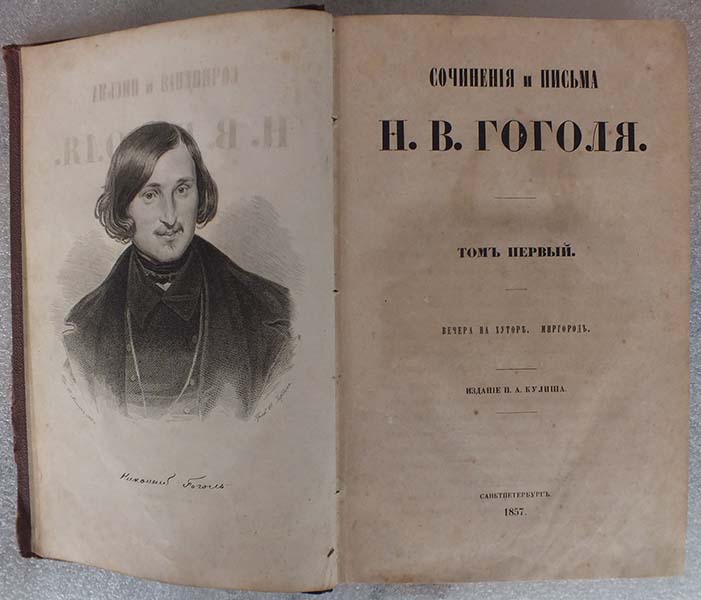 Николай Гоголь
СОЧИНЕНІЯ и ПИСЬМА
Н. В. ГОГОЛЯ.
ТОМЪ ПЕРВЫЙ.
ВЕЧЕРА НА ХУТОРѢ. МИРГОРОДЪ.
ИЗДАНІЕ П. А. КУЛИША.
САНКТПЕТЕРБУРГЪ.
1857.